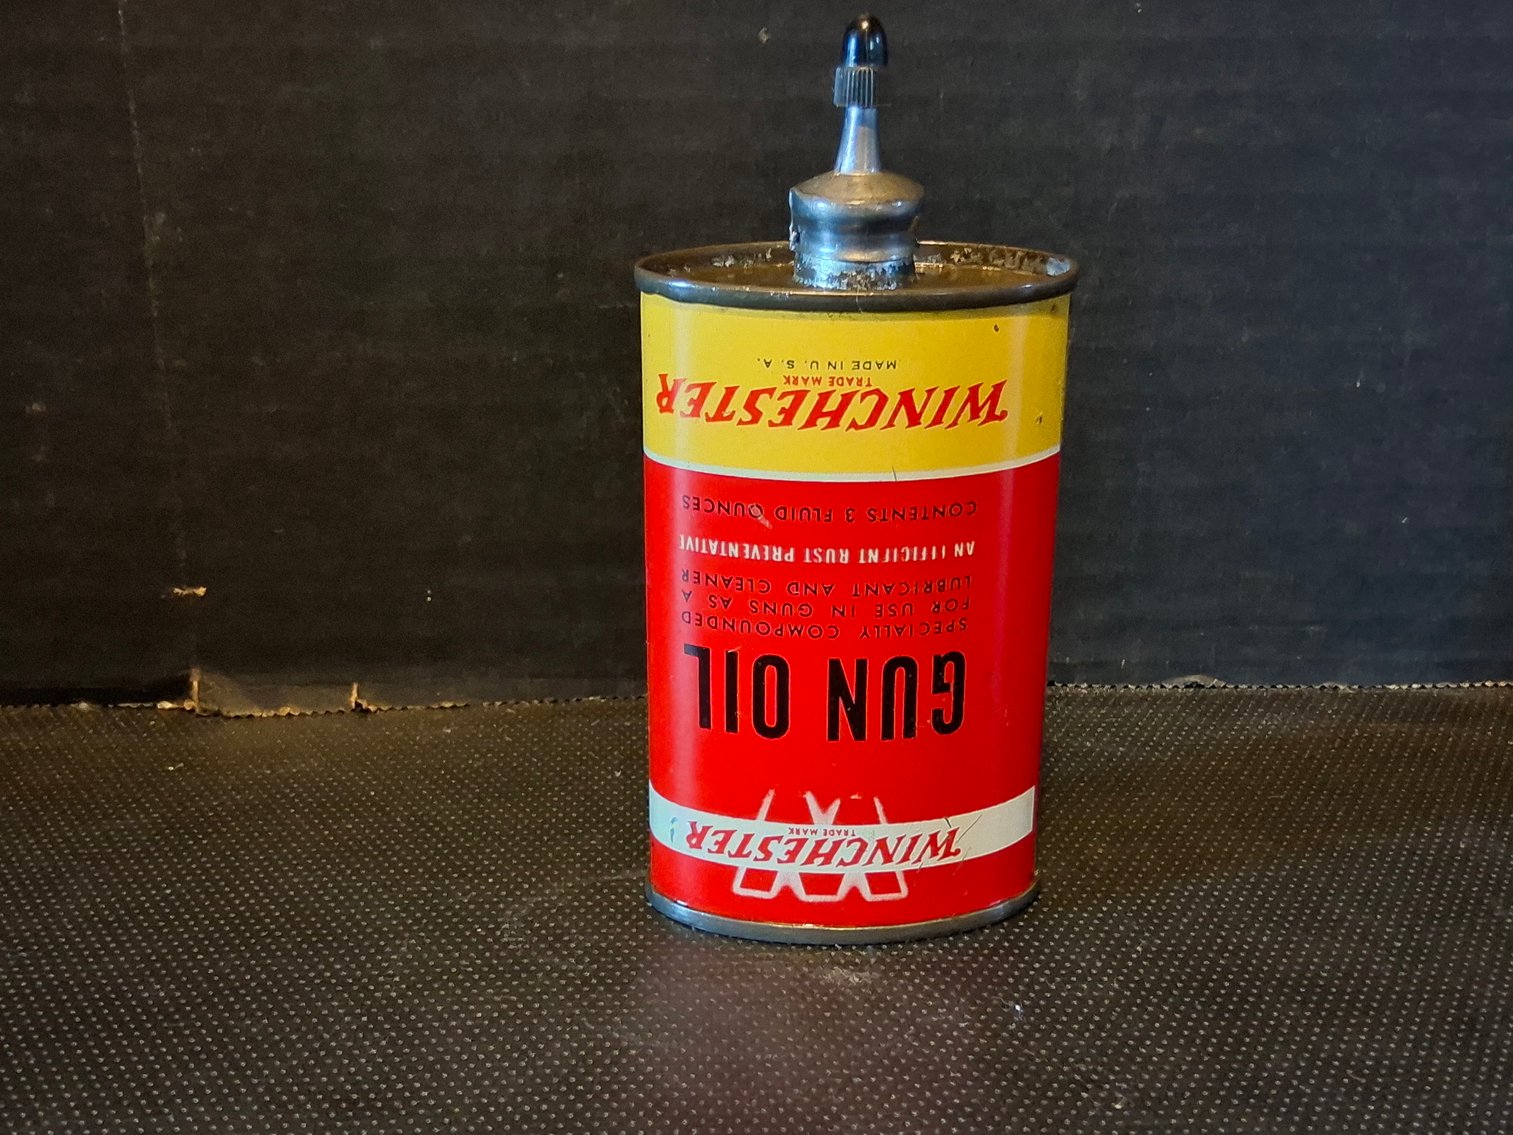 WINCHESTER
TRADE MARK
GUN OIL
SPECIALLY COMPOUNDED
FOR USE IN GUNS AS A
LUBRICANT AND CLEANER
AN EFFICIENT RUST PREVENTATIVE
CONTENTS 3 FLUID OUNCES
WINCHESTER
TRADE MARK
MADE IN U. S. A.